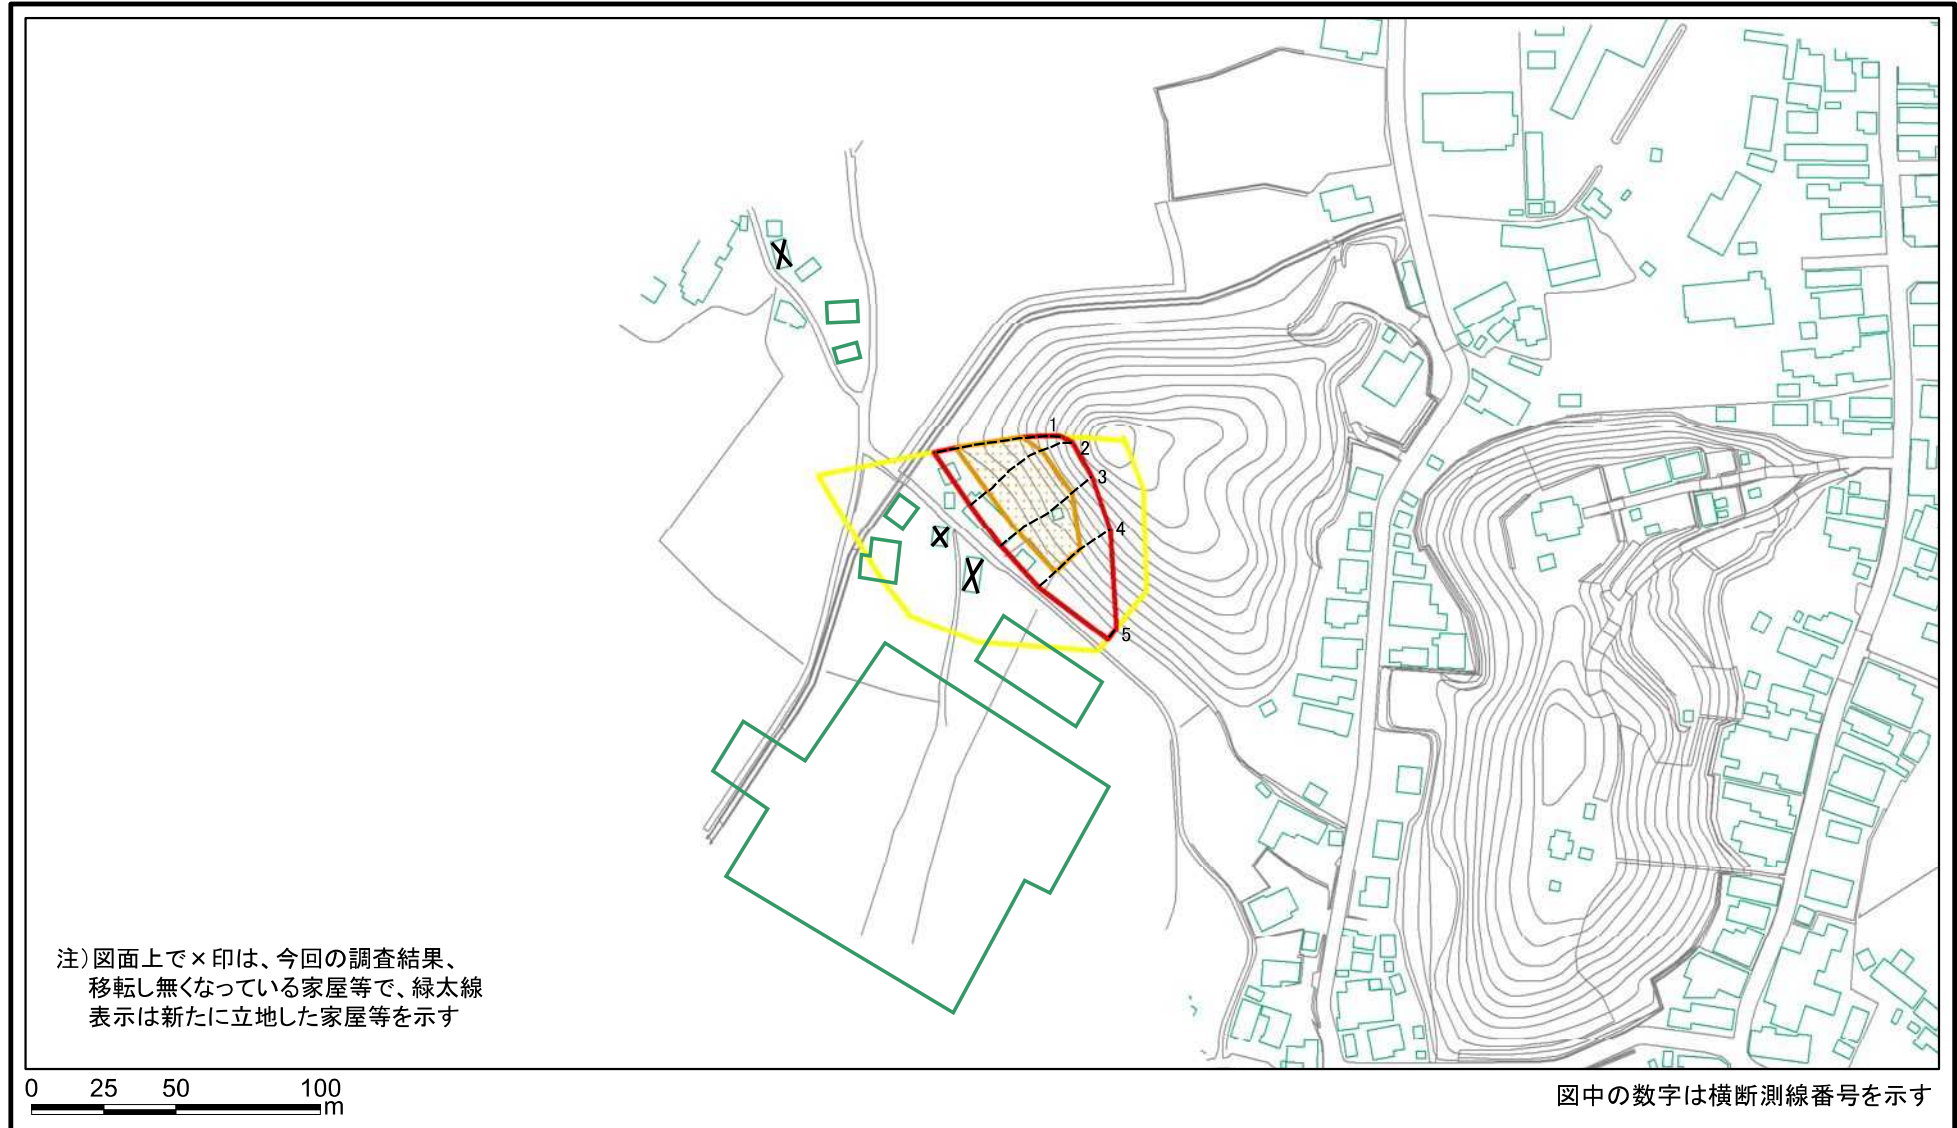 1
2
3
4
5
注)図面上で×印は、今回の調査結果、
移転し無くなっている家屋等で、緑太線
表示は新たに立地した家屋等を示す
0 25 50 100
m
図中の数字は横断測線番号を示す